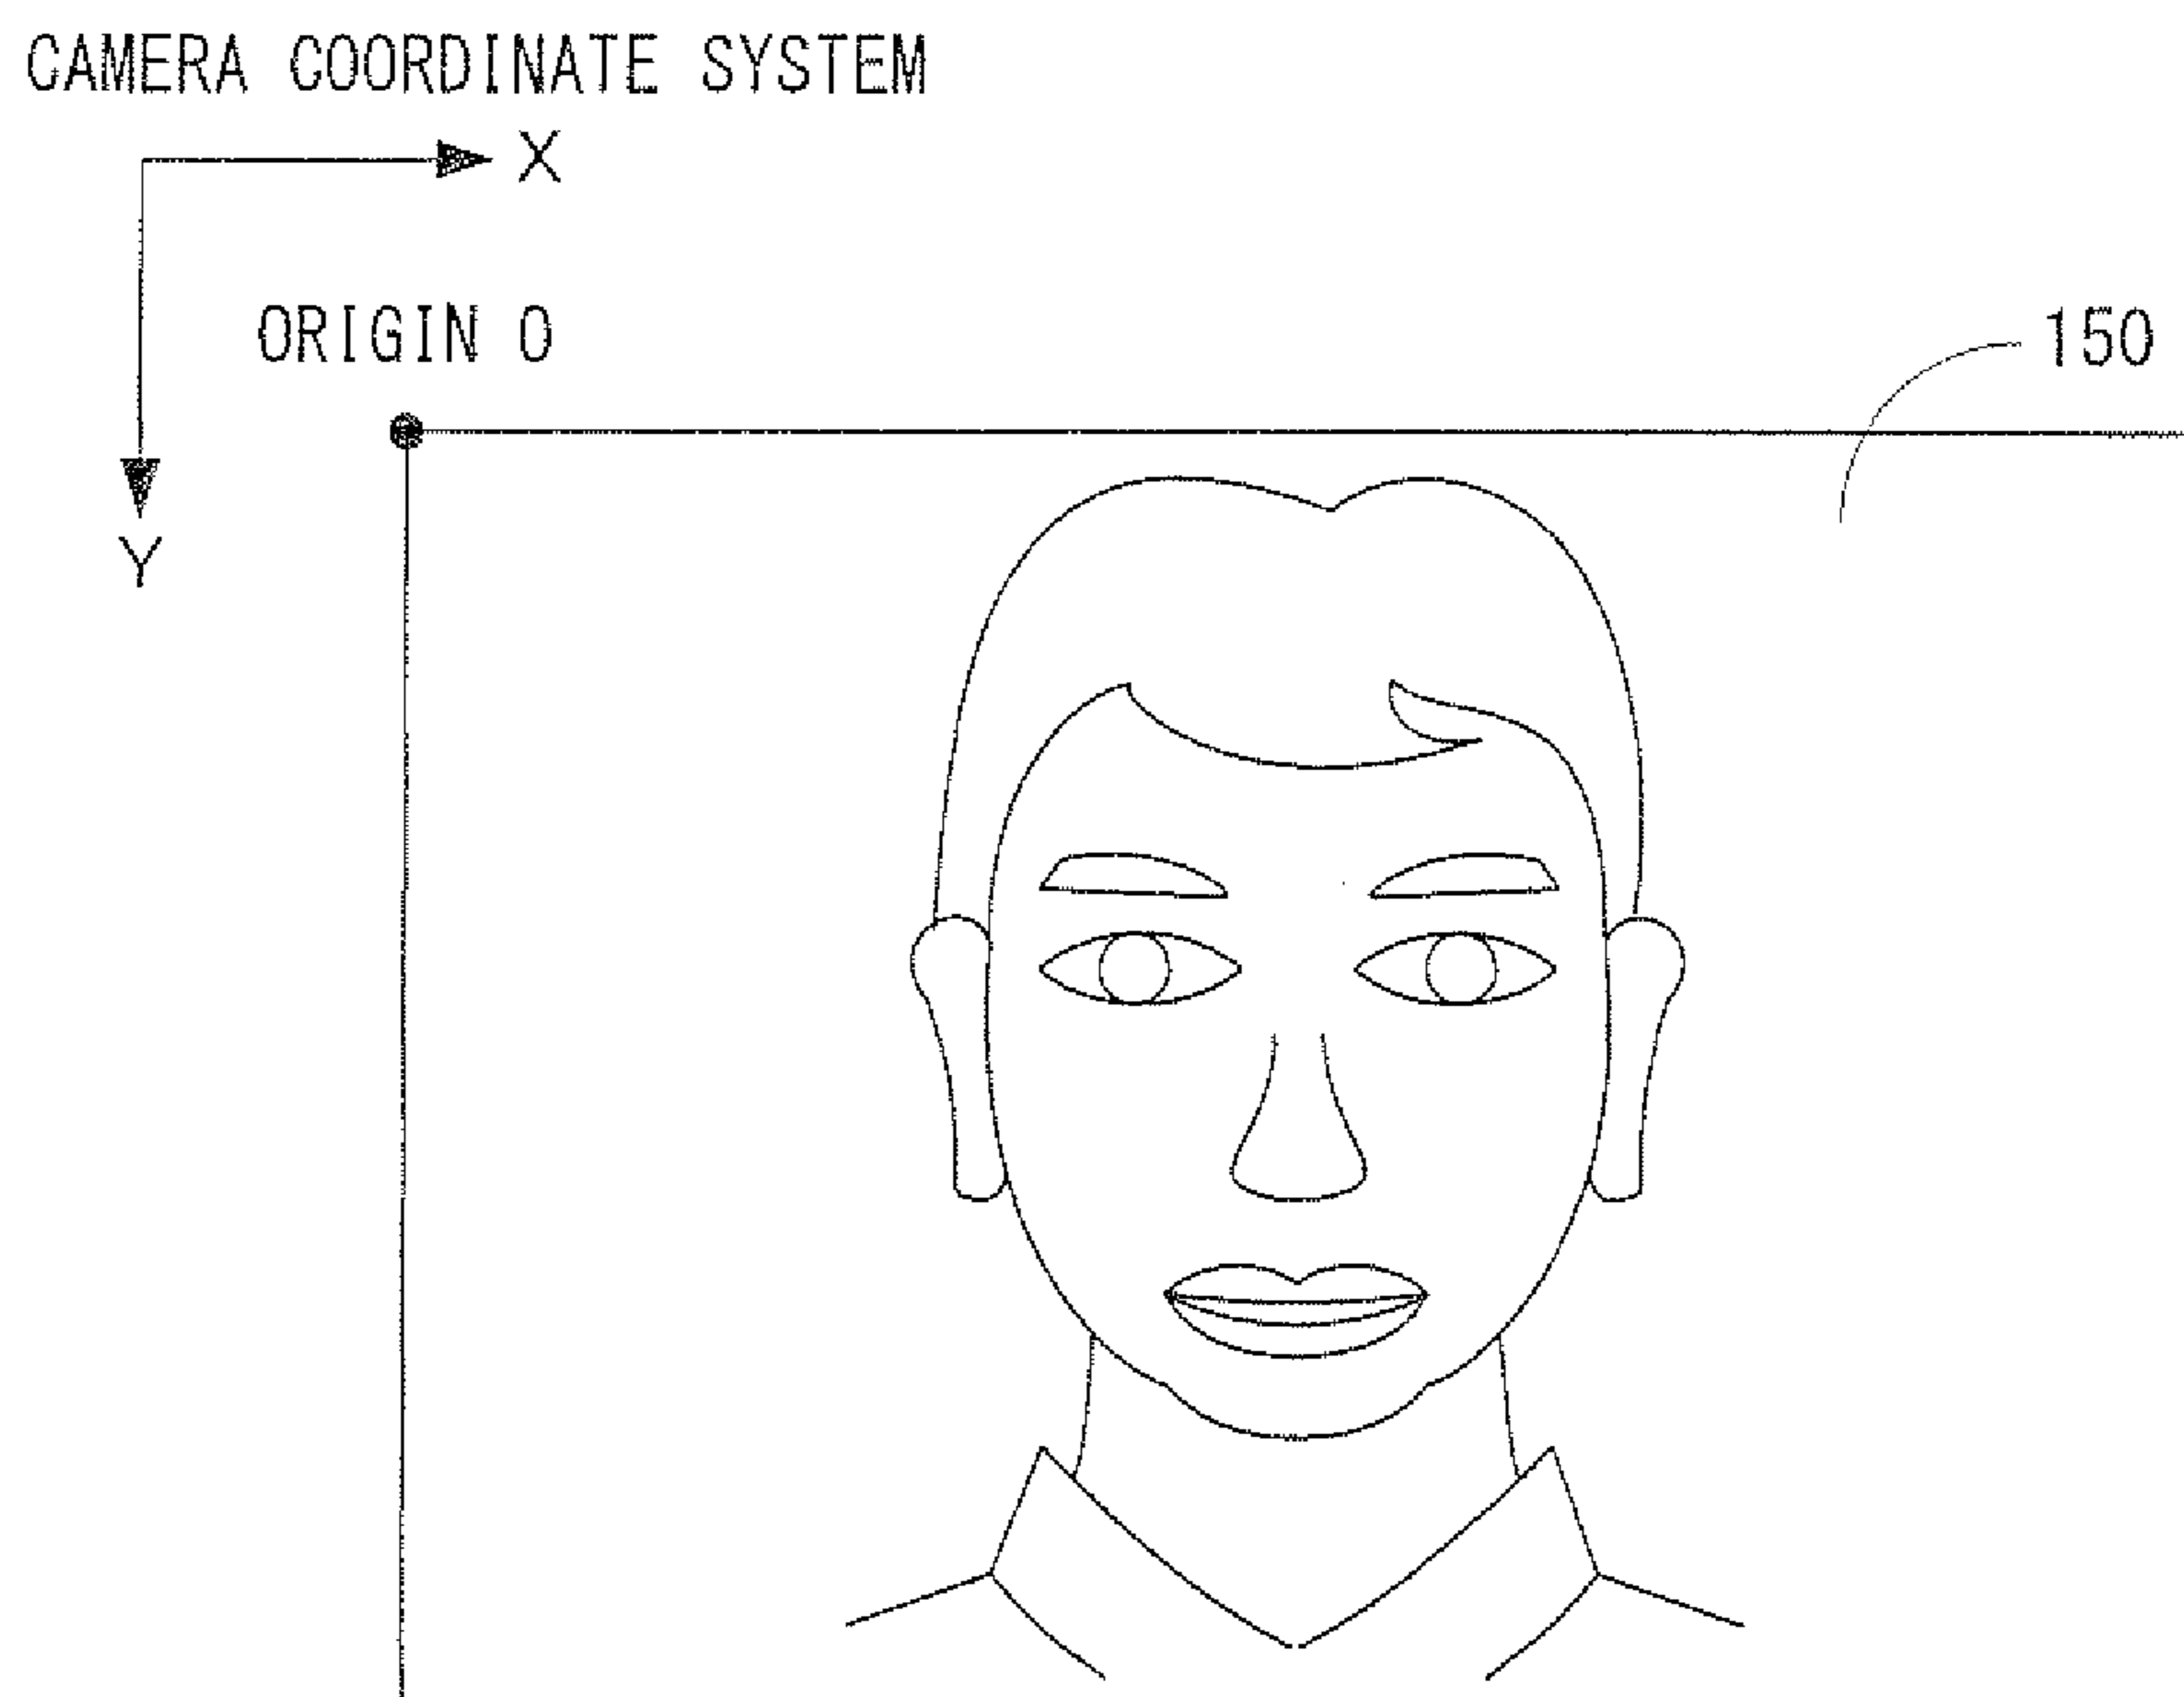 CAMERA COORDINATE SYSTEM
X
ORIGIN O
150
Y